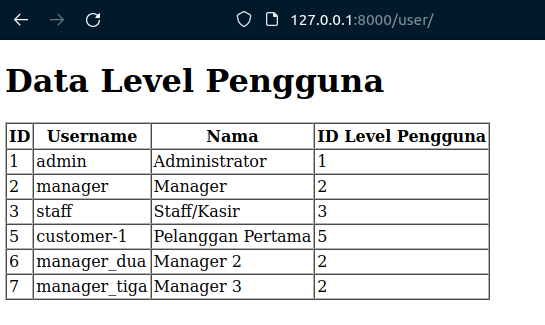 127.0.0.1:8000/user/
Data Level Pengguna
ID Username Nama ID Level Pengguna
1 admin Administrator 1
2 manager Manager 2
3 staff Staff/Kasir 3
5 customer-1 Pelanggan Pertama 5
6 manager_dua Manager 2 2
7 manager_tiga Manager 3 2